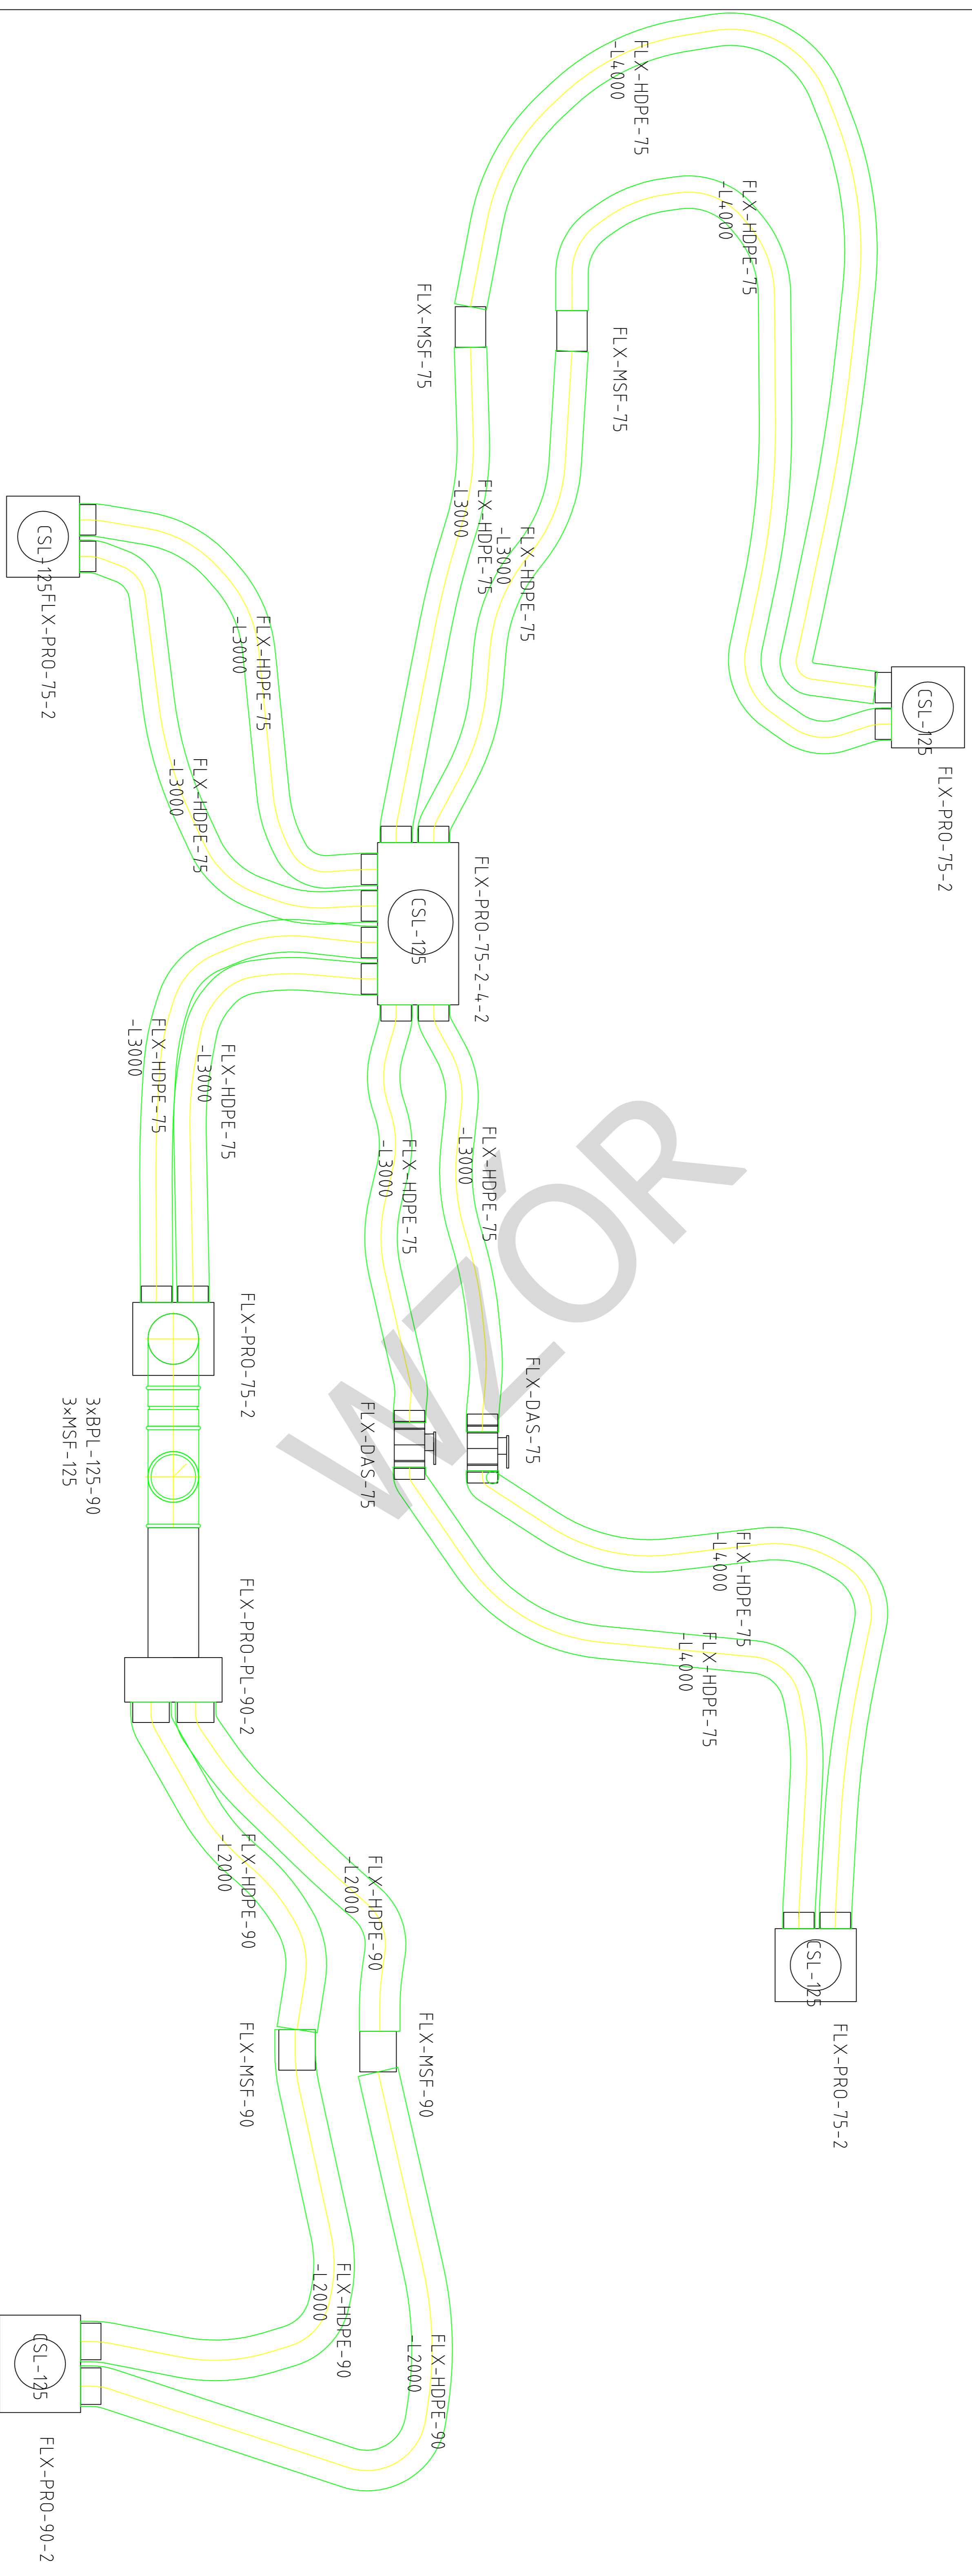 FLX-HDPE-75
-L4000
FLX-HDPE-75
-L4000
FLX-MSF-75
FLX-MSF-75
FLX-HDPE-75
-L3000
FLX-HDPE-75
-L3000
CSL-125
FLX-PRO-75-2
CSL-125
FLX-PRO-75-2
FLX-HDPE-75
-L3000
FLX-HDPE-75
-L3000
FLX-PRO-75-2-4-2
CSL-125
FLX-HDPE-75
-L3000
FLX-HDPE-75
-L3000
FLX-HDPE-75
-L3000
FLX-HDPE-75
-L3000
WZÓR
FLX-PRO-75-2
FLX-DAS-75
FLX-DAS-75
3xBPL-125-90
3xMSF-125
FLX-HDPE-75
-L4000
FLX-HDPE-75
-L4000
FLX-PRO-PL-90-2
FLX-HDPE-90
-L2000
FLX-HDPE-90
-L2000
CSL-125
FLX-PRO-75-2
FLX-MSF-90
FLX-MSF-90
FLX-HDPE-90
-L2000
FLX-HDPE-90
-L2000
CSL-125
FLX-PRO-90-2